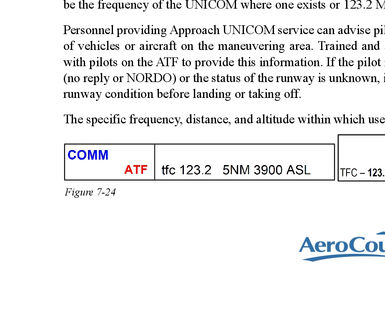 be the frequency of the UNICOM where one exists or 123.2 M
Personnel providing Approach UNICOM service can advise pil
of vehicles or aircraft on the maneuvering area. Trained and
with pilots on the ATF to provide this information. If the pilot
(no reply or NORDO) or the status of the runway is unknown, i
runway condition before landing or taking off.
The specific frequency, distance, and altitude within which use
COMM
ATF tfc 123.2 5NM 3900 ASL
TFC – 123.
Figure 7-24
AeroCou